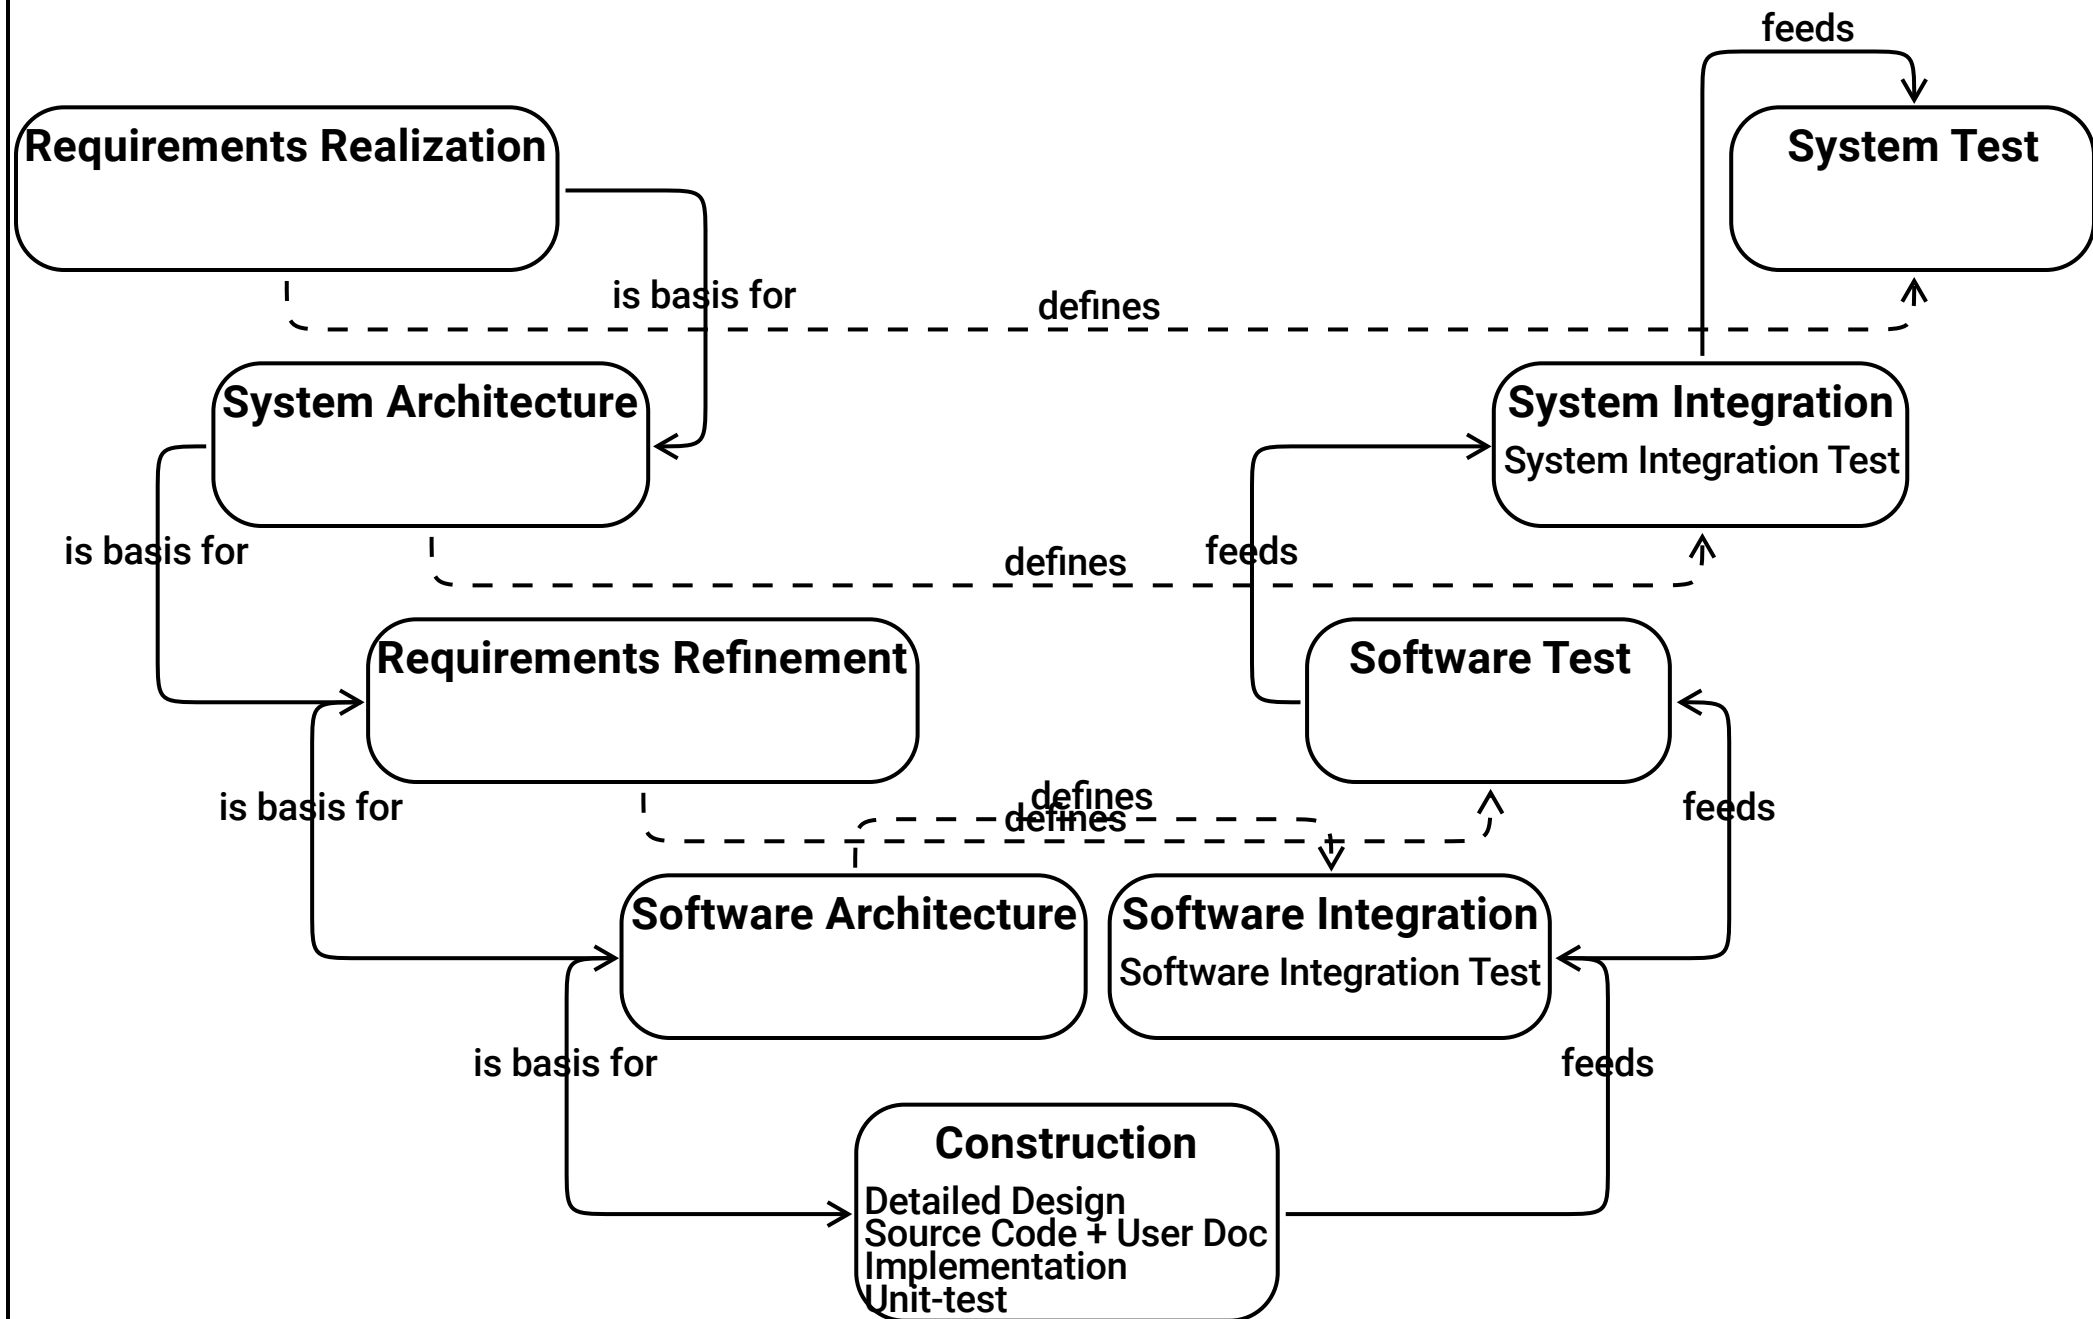 feeds
Requirements Realization
System Test
is basis for
defines
System Architecture
System Integration
System Integration Test
is basis for
defines
feeds
Requirements Refinement
Software Test
is basis for
defines
defines
feeds
Software Architecture
Software Integration
Software Integration Test
is basis for
feeds
Construction
Detailed Design
Source Code + User Doc
Implementation
Unit-test